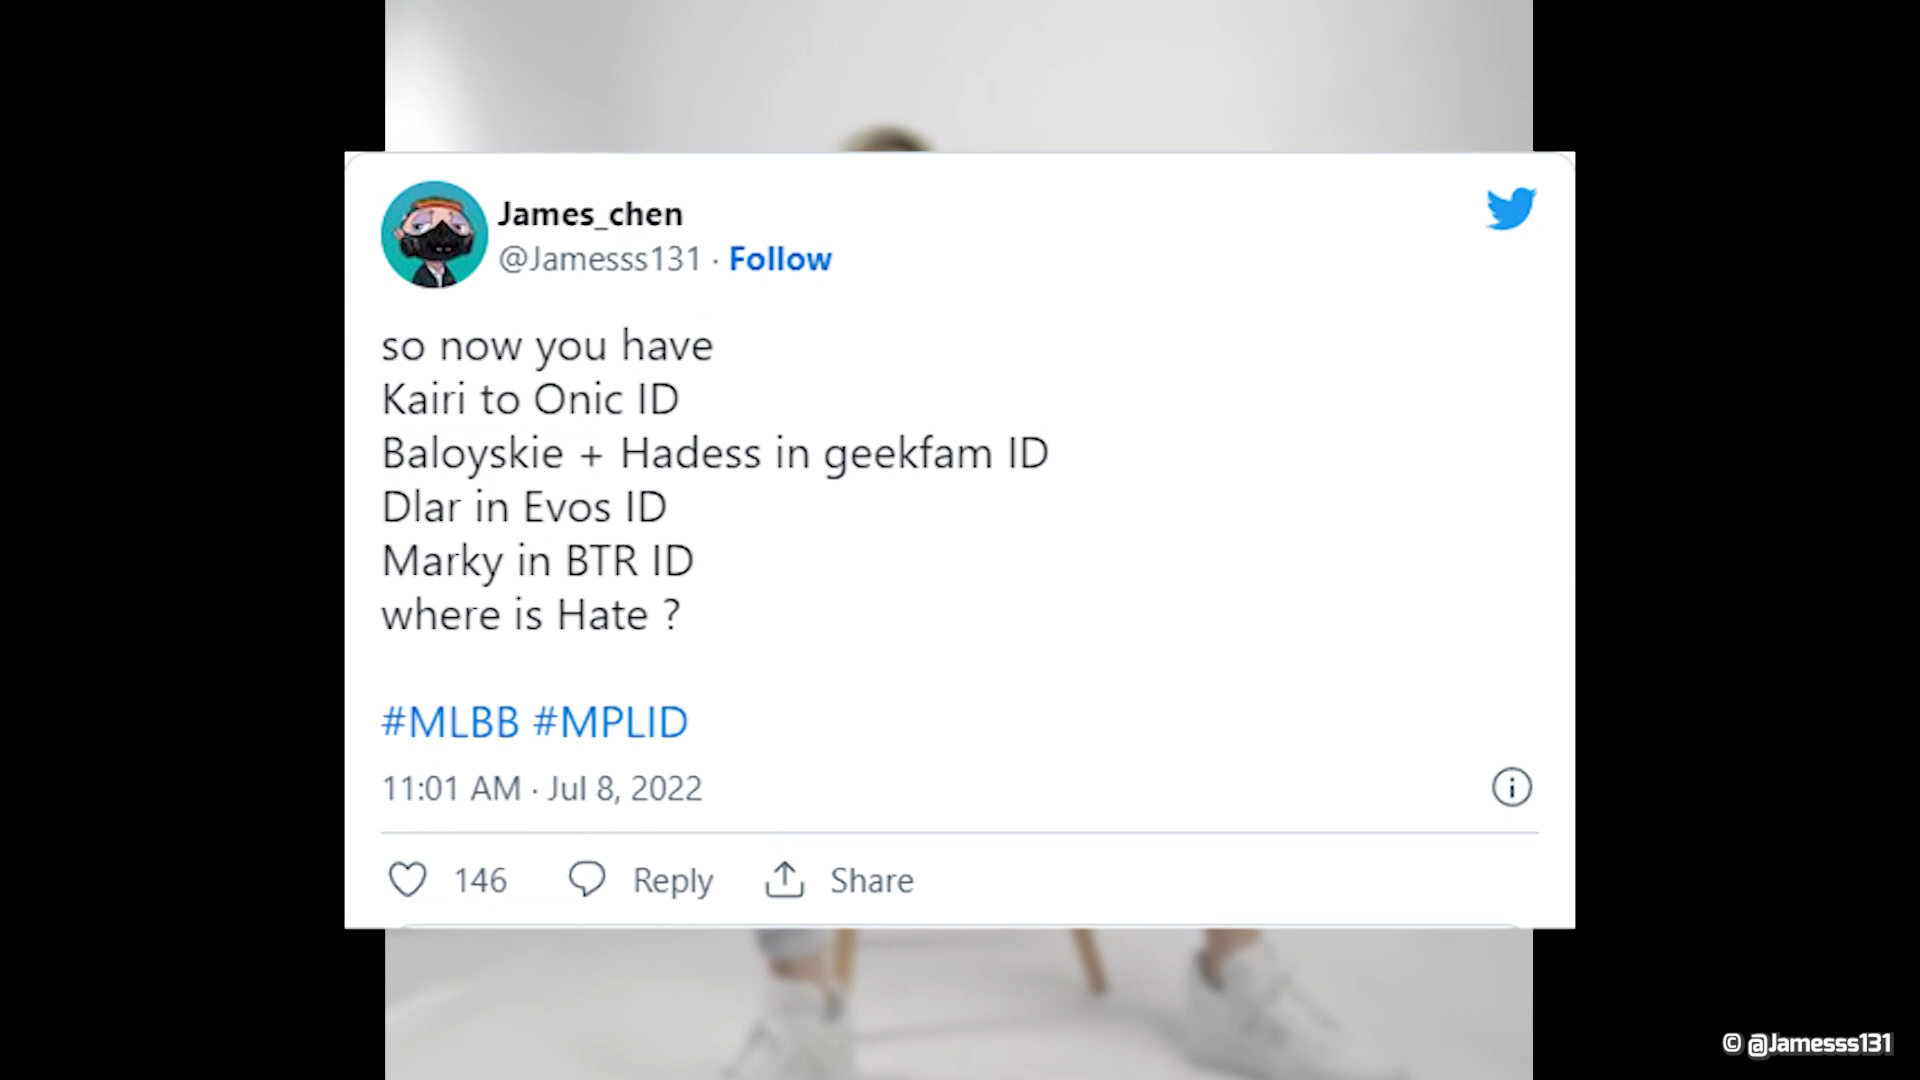 James_chen
@Jamesss131 · Follow
so now you have
Kairi to Onic ID
Baloyskie + Hadess in geekfam ID
Dlar in Evos ID
Marky in BTR ID
where is Hate ?
#MLBB #MPLID
11:01 AM · Jul 8, 2022
146 Reply Share
© @Jamesss131